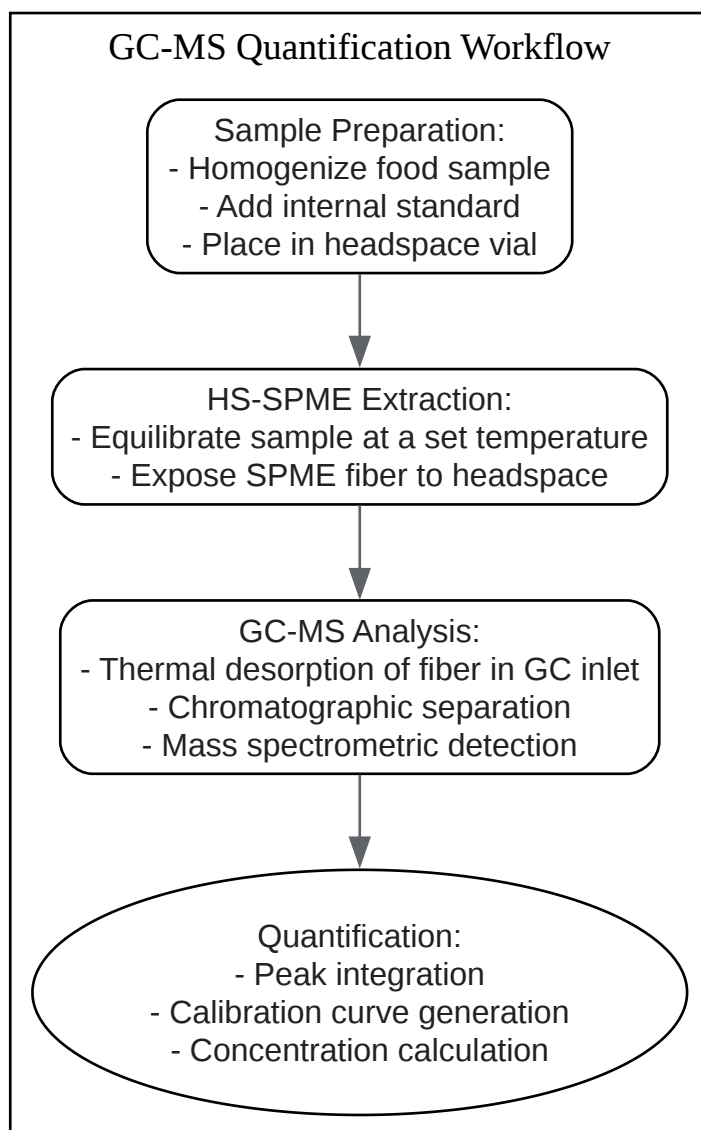 GC-MS Quantification Workflow
Sample Preparation:
- Homogenize food sample
- Add internal standard
- Place in headspace vial
HS-SPME Extraction:
- Equilibrate sample at a set temperature
- Expose SPME fiber to headspace
GC-MS Analysis:
- Thermal desorption of fiber in GC inlet
- Chromatographic separation
- Mass spectrometric detection
Quantification:
- Peak integration
- Calibration curve generation
- Concentration calculation